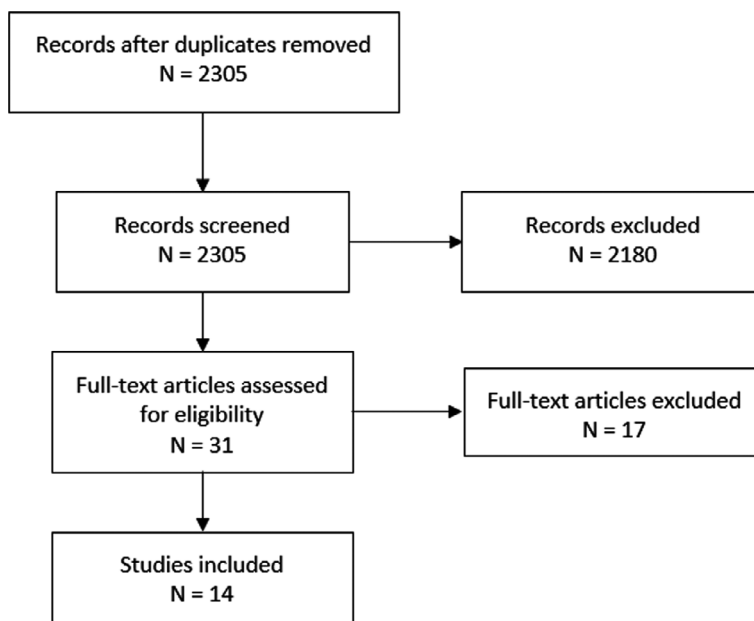 Records after duplicates removed
N = 2305
Records screened
N = 2305
Records excluded
N = 2180
Full-text articles assessed
for eligibility
N = 31
Full-text articles excluded
N = 17
Studies included
N = 14